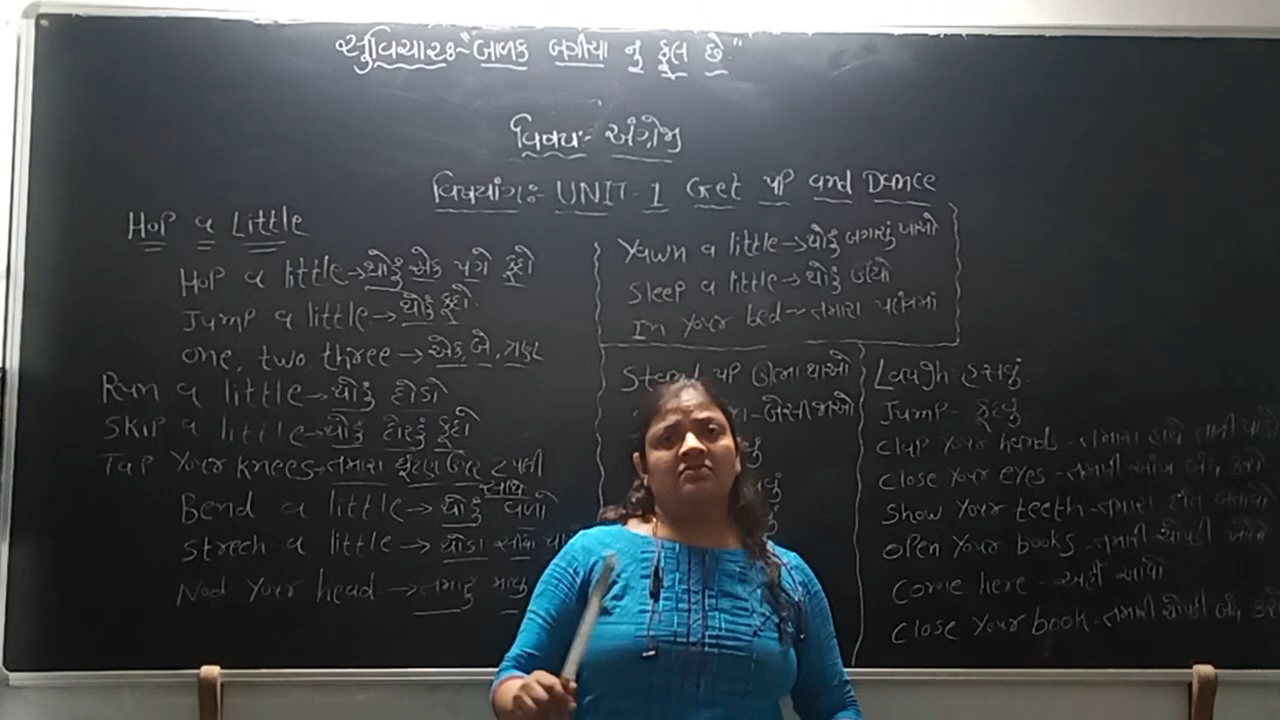 સુવિચારઃ- "બાળક બગીચા નુ ફૂલ છે"
વિષયઃ- અંગ્રેજી
વિષયાંગઃ- UNIT-1 Get up and Dance
Hop a Little
Hop a little → થોડું એક પગે કૂદો
Jump a little → થોડું કૂદો
one, two three → એક, બે, ત્રણ
Run a little → થોડું દોડો
Skip a little → થોડું દોરડું કૂદો
Tap Your knees → તમારા ઘૂંટણ ઉપર ટપલી
Bend a little → થોડું વળો
Strech a little → થોડા સીધા
Nod Your head → તમારું માથું
Yawn a little → થોડું બગાસું ખાઓ
Sleep a little → થોડું ઊંઘો
In Your bed → તમારા પલંગમાં
Stand up ઊભા થાઓ
બેસીજાઓ
Laugh - હસવું
Jump - કૂદવું
Clap Your hands - તમારા હાથે તાળી પાડો
Close Your eyes - તમારી આંખ બંધ કરો
Show Your teeth - તમારા દાંત બતાવો
Open Your books - તમારી ચોપડી ખોલો
Come here - અહીં આવો
Close Your book - તમારી ચોપડી બંધ કરો